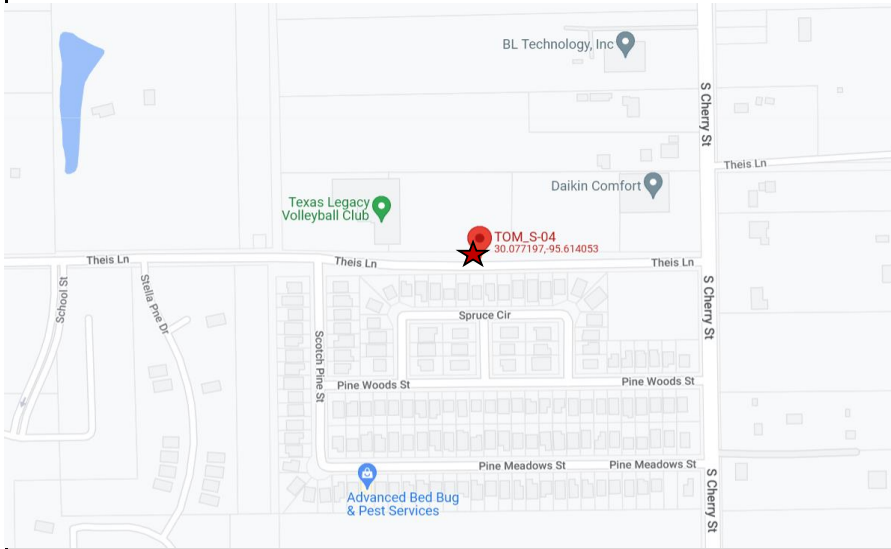 BL Technology, Inc
S Cherry St
Theis Ln
Daikin Comfort
Texas Legacy
Volleyball Club
TOM_S-04
30.077197,-95.614053
Theis Ln
Theis Ln
Theis Ln
School St
Stella Pne Dr
S Cherry St
Spruce Cir
Scotch Pine St
Pine Woods St
Pine Woods St
Pine Meadows St
Pine Meadows St
Advanced Bed Bug
& Pest Services
S Cherry St